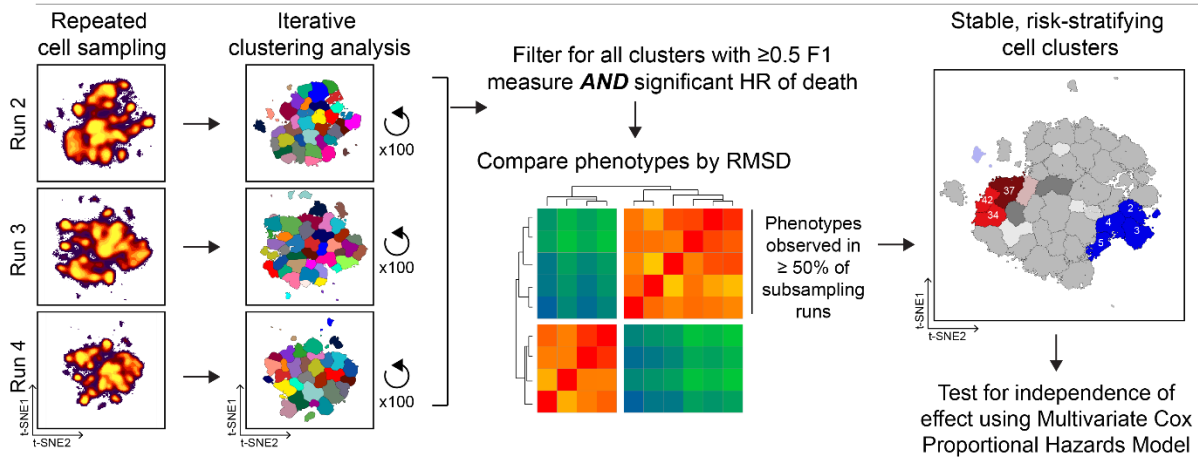 Repeated
cell sampling
Iterative
clustering analysis
Stable, risk-stratifying
cell clusters
Filter for all clusters with ≥0.5 F1
measure AND significant HR of death
Run 2
x100
Compare phenotypes by RMSD
Run 3
x100
Phenotypes
observed in
≥ 50% of
subsampling
runs
37
42
34
2
4
3
5
t-SNE1
t-SNE2
Run 4
x100
t-SNE1
t-SNE2
t-SNE1
t-SNE2
Test for independence of
effect using Multivariate Cox
Proportional Hazards Model